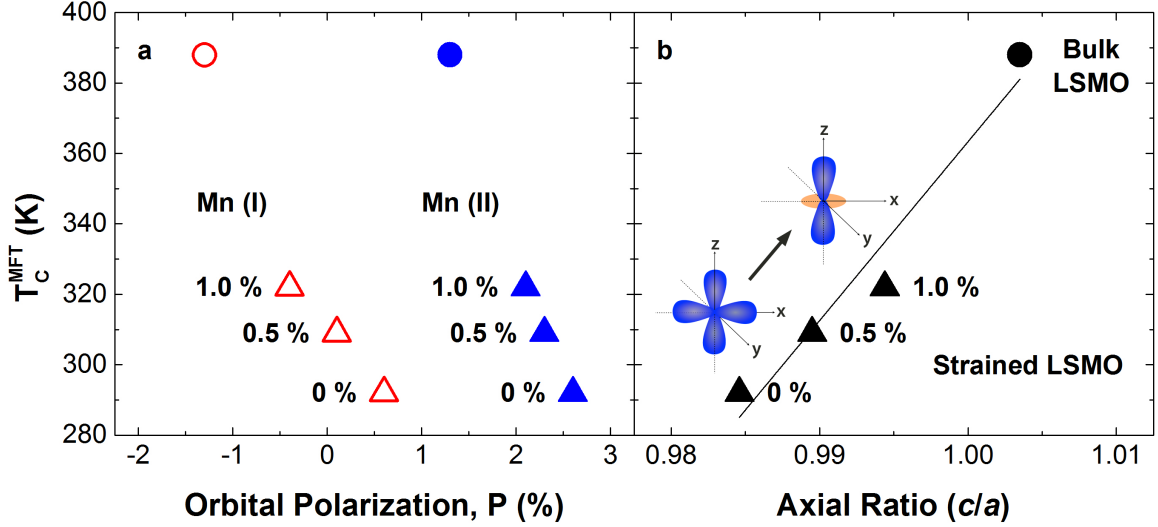 400
380
360
340
320
300
280
T_C^MFT (K)
a
Mn (I)
Mn (II)
1.0 %
1.0 %
0.5 %
0.5 %
0 %
0 %
-2 -1 0 1 2 3
Orbital Polarization, P (%)
b
Bulk
LSMO
z
x
y
z
x
y
1.0 %
0.5 %
Strained LSMO
0 %
0.98 0.99 1.00 1.01
Axial Ratio (c/a)